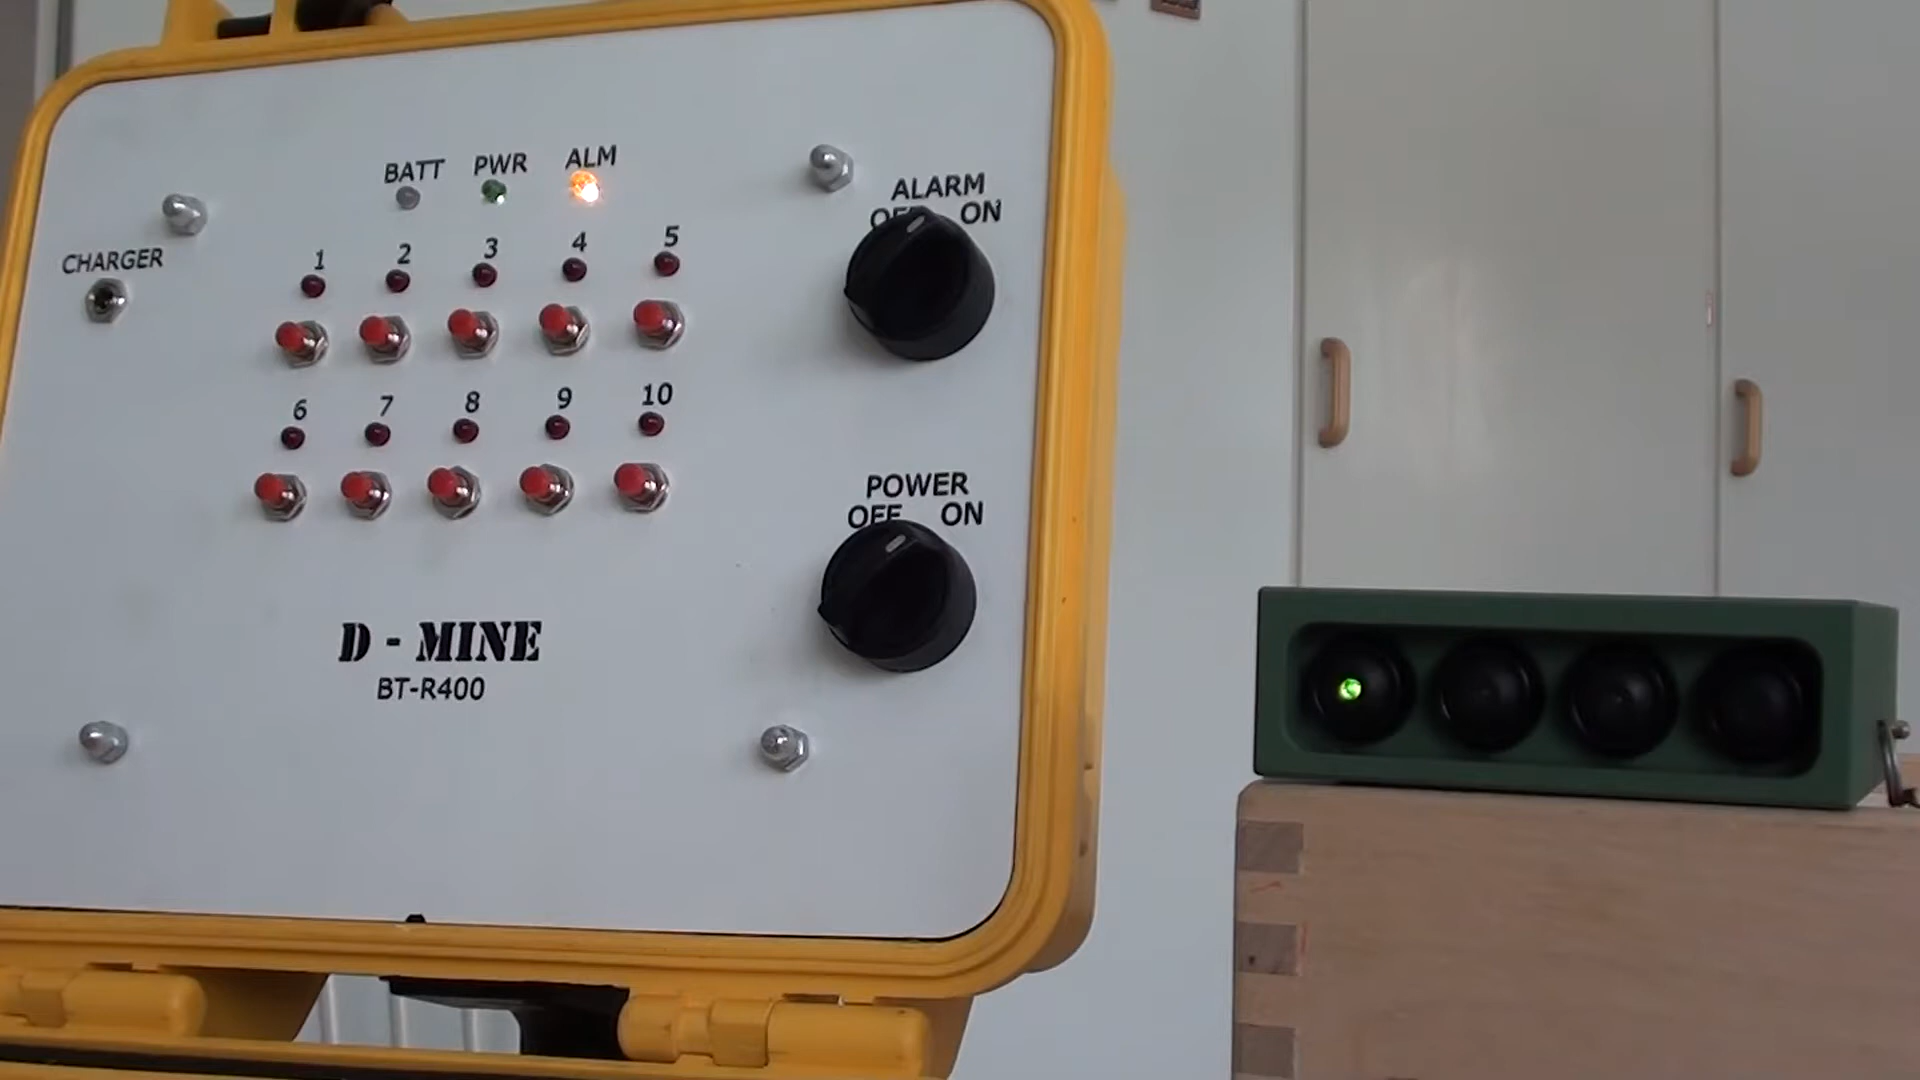 BATT PWR ALM
ALARM
OFF ON
CHARGER
1 2 3 4 5
6 7 8 9 10
POWER
OFF ON
D - MINE
BT-R400